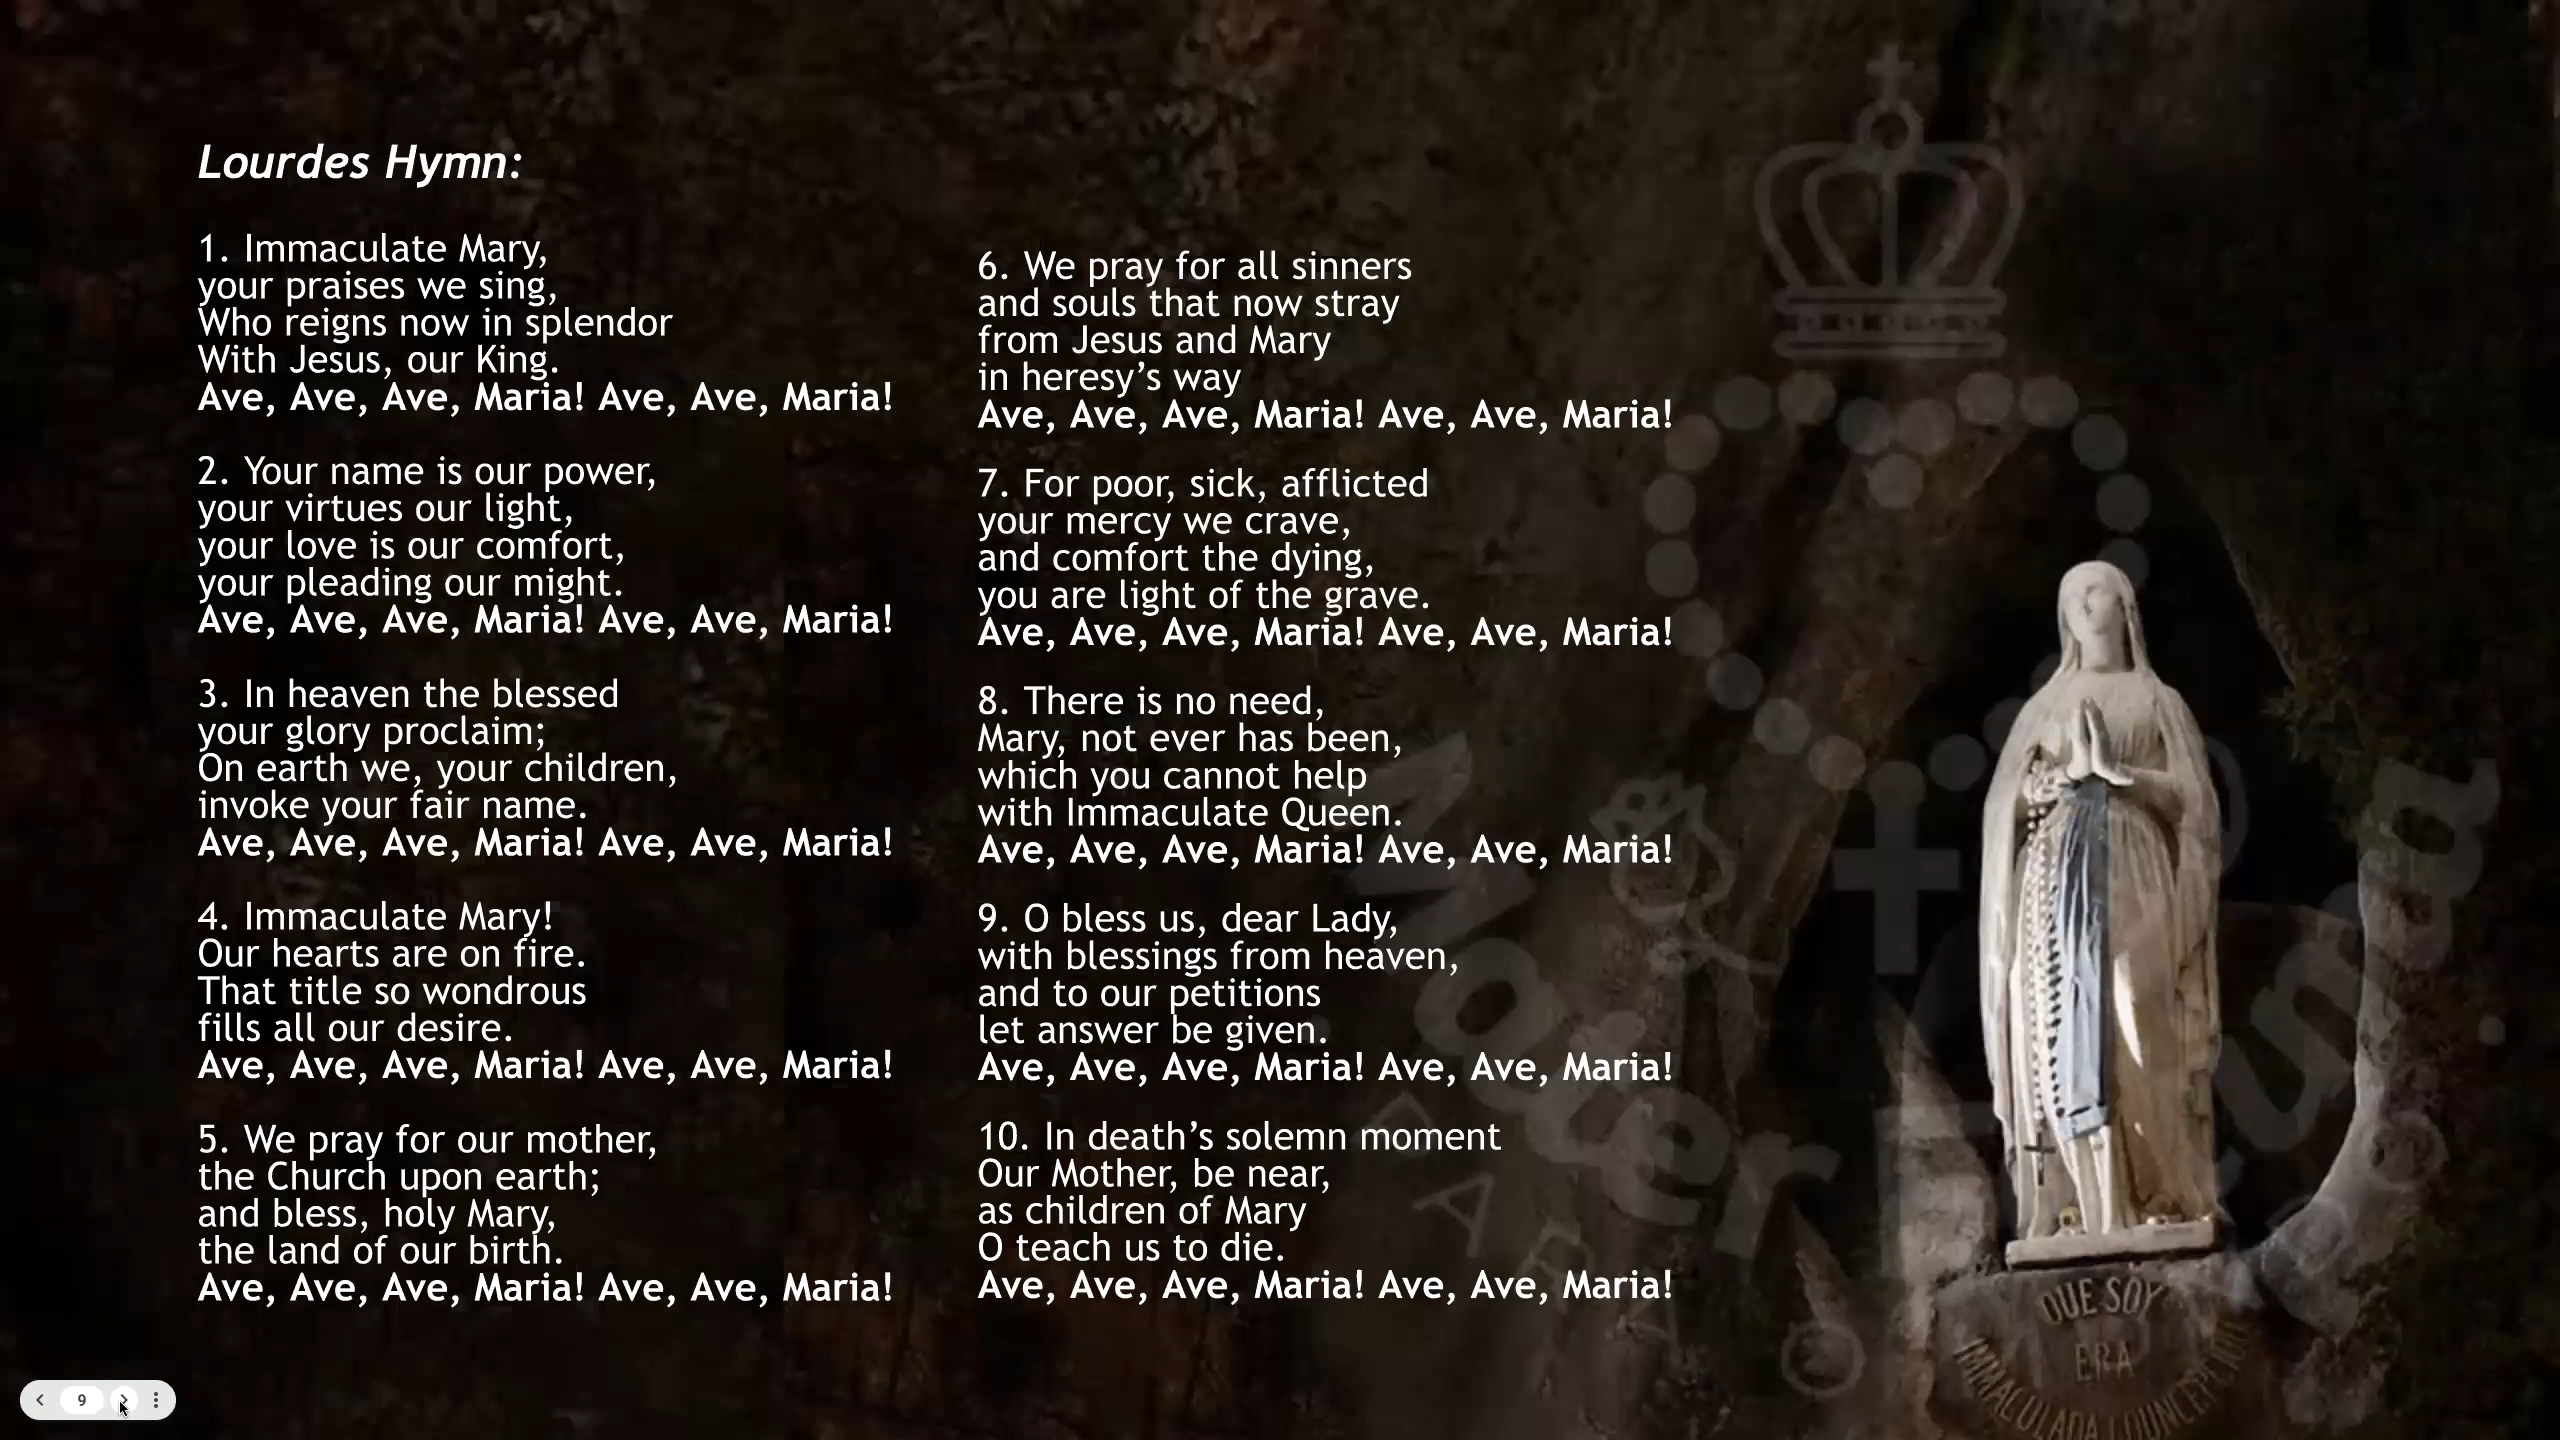 Lourdes Hymn:
1. Immaculate Mary,
your praises we sing,
Who reigns now in splendor
With Jesus, our King.
Ave, Ave, Ave, Maria! Ave, Ave, Maria!
2. Your name is our power,
your virtues our light,
your love is our comfort,
your pleading our might.
Ave, Ave, Ave, Maria! Ave, Ave, Maria!
3. In heaven the blessed
your glory proclaim;
On earth we, your children,
invoke your fair name.
Ave, Ave, Ave, Maria! Ave, Ave, Maria!
4. Immaculate Mary!
Our hearts are on fire.
That title so wondrous
fills all our desire.
Ave, Ave, Ave, Maria! Ave, Ave, Maria!
5. We pray for our mother,
the Church upon earth;
and bless, holy Mary,
the land of our birth.
Ave, Ave, Ave, Maria! Ave, Ave, Maria!
6. We pray for all sinners
and souls that now stray
from Jesus and Mary
in heresy’s way
Ave, Ave, Ave, Maria! Ave, Ave, Maria!
7. For poor, sick, afflicted
your mercy we crave,
and comfort the dying,
you are light of the grave.
Ave, Ave, Ave, Maria! Ave, Ave, Maria!
8. There is no need,
Mary, not ever has been,
which you cannot help
with Immaculate Queen.
Ave, Ave, Ave, Maria! Ave, Ave, Maria!
9. O bless us, dear Lady,
with blessings from heaven,
and to our petitions
let answer be given.
Ave, Ave, Ave, Maria! Ave, Ave, Maria!
10. In death’s solemn moment
Our Mother, be near,
as children of Mary
O teach us to die.
Ave, Ave, Ave, Maria! Ave, Ave, Maria!
QUE SOY
ERA
9